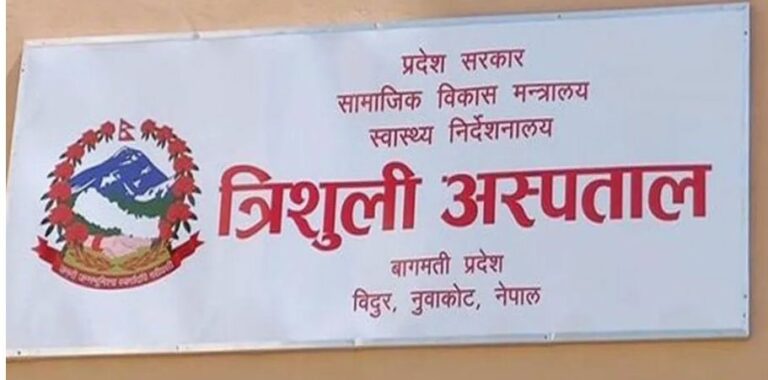 प्रदेश सरकार
सामाजिक विकास मन्त्रालय
स्वास्थ्य निर्देशनालय
त्रिशुली अस्पताल
बागमती प्रदेश
विदुर, नुवाकोट, नेपाल